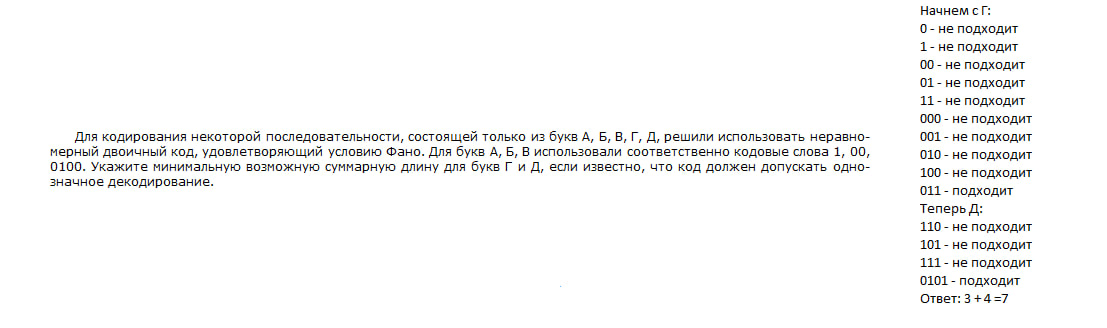 Для кодирования некоторой последовательности, состоящей только из букв А, Б, В, Г, Д, решили использовать неравно-
мерный двоичный код, удовлетворяющий условию Фано. Для букв А, Б, В использовали соответственно кодовые слова 1, 00,
0100. Укажите минимальную возможную суммарную длину для букв Г и Д, если известно, что код должен допускать одно-
значное декодирование.
Начнем с Г:
0 - не подходит
1 - не подходит
00 - не подходит
01 - не подходит
11 - не подходит
000 - не подходит
001 - не подходит
010 - не подходит
100 - не подходит
011 - подходит
Теперь Д:
110 - не подходит
101 - не подходит
111 - не подходит
0101 - подходит
Ответ: 3 + 4 =7